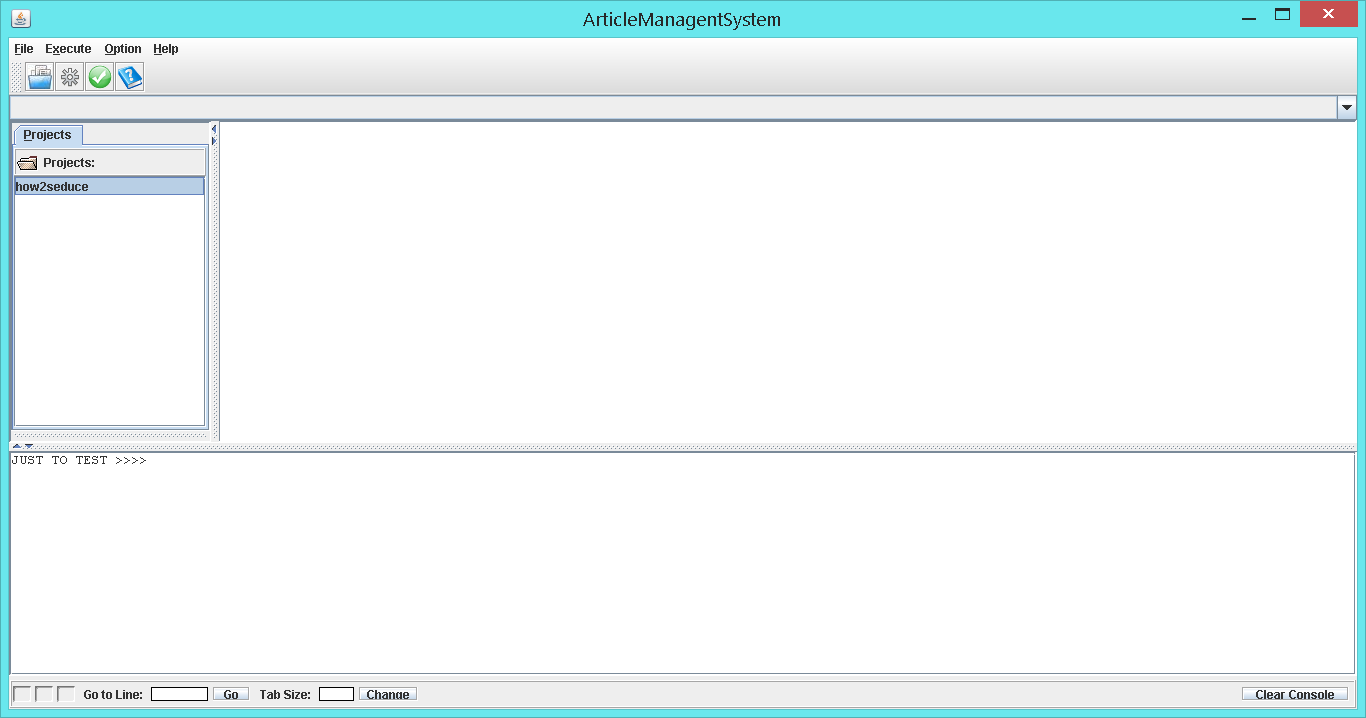 ArticleManagentSystem
File Execute Option Help
Projects
Projects:
how2seduce
JUST TO TEST >>>>
Go to Line: Go Tab Size: Change Clear Console